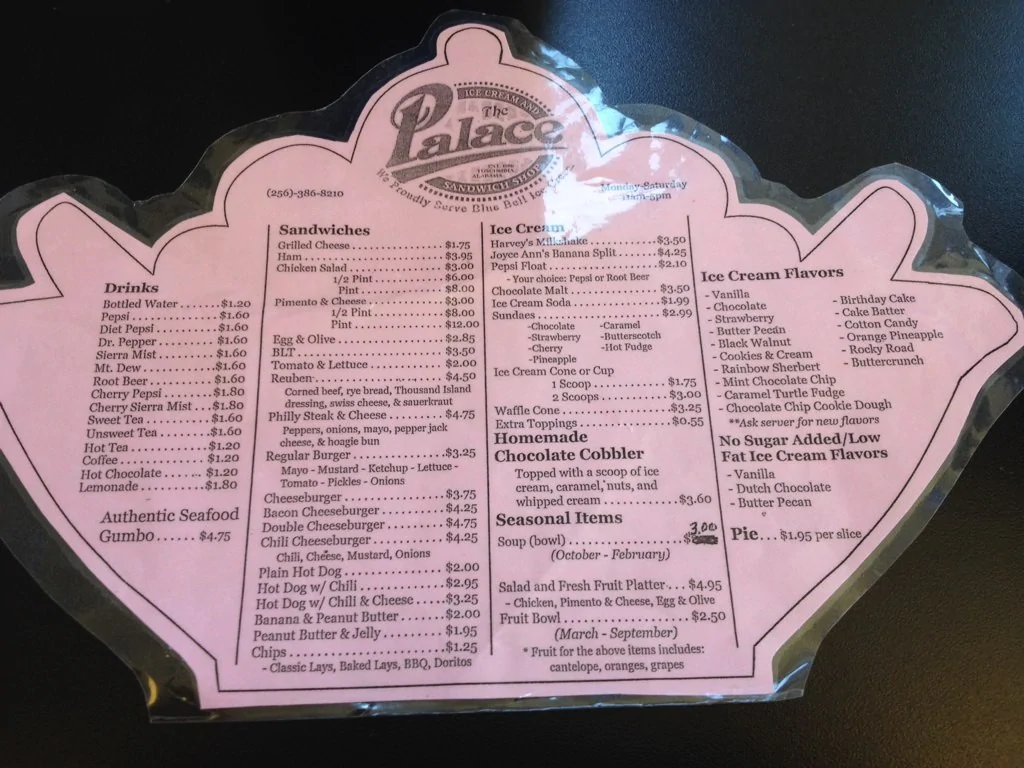 ICE CREAM AND
The
Palace
EST. 1996
TUSCUMBIA,
ALABAMA
SANDWICH SHOP
We Proudly Serve Blue Bell Ice Cream
(256)-386-8210
Monday-Saturday
11am-5pm
Drinks
Bottled Water ........ $1.20
Pepsi ........ $1.60
Diet Pepsi ........ $1.60
Dr. Pepper ........ $1.60
Sierra Mist ........ $1.60
Mt. Dew ........ $1.60
Root Beer ........ $1.60
Cherry Pepsi ........ $1.80
Cherry Sierra Mist ... $1.80
Sweet Tea ........ $1.60
Unsweet Tea ........ $1.60
Hot Tea ........ $1.20
Coffee ........ $1.20
Hot Chocolate ........ $1.20
Lemonade ........ $1.80
Authentic Seafood
Gumbo ...... $4.75
Sandwiches
Grilled Cheese ........ $1.75
Ham ........ $3.95
Chicken Salad ........ $3.00
1/2 Pint ........ $6.00
Pint ........ $8.00
Pimento & Cheese ........ $3.00
1/2 Pint ........ $8.00
Pint ........ $12.00
Egg & Olive ........ $2.85
BLT ........ $3.50
Tomato & Lettuce ........ $2.00
Reuben ........ $4.50
Corned beef, rye bread, Thousand Island
dressing, swiss cheese, & sauerkraut
Philly Steak & Cheese ........ $4.75
Peppers, onions, mayo, pepper jack
cheese, & hoagie bun
Regular Burger ........ $3.25
Mayo - Mustard - Ketchup - Lettuce -
Tomato - Pickles - Onions
Cheeseburger ........ $3.75
Bacon Cheeseburger ........ $4.25
Double Cheeseburger ........ $4.75
Chili Cheeseburger ........ $4.25
Chili, Cheese, Mustard, Onions
Plain Hot Dog ........ $2.00
Hot Dog w/ Chili ........ $2.95
Hot Dog w/ Chili & Cheese ..... $3.25
Banana & Peanut Butter ....... $2.00
Peanut Butter & Jelly ........ $1.95
Chips ........ $1.25
- Classic Lays, Baked Lays, BBQ, Doritos
Ice Cream
Harvey's Milkshake ........ $3.50
Joyce Ann's Banana Split ....... $4.25
Pepsi Float ........ $2.10
- Your choice: Pepsi or Root Beer
Chocolate Malt ........ $3.50
Ice Cream Soda ........ $1.99
Sundaes ........ $2.99
-Chocolate -Caramel
-Strawberry -Butterscotch
-Cherry -Hot Fudge
-Pineapple
Ice Cream Cone or Cup
1 Scoop ........ $1.75
2 Scoops ........ $3.00
Waffle Cone ........ $3.25
Extra Toppings ........ $0.55
Homemade
Chocolate Cobbler
Topped with a scoop of ice
cream, caramel, nuts, and
whipped cream ........ $3.60
Seasonal Items
3.00
Soup (bowl) ........ $
(October - February)
Salad and Fresh Fruit Platter ... $4.95
- Chicken, Pimento & Cheese, Egg & Olive
Fruit Bowl ........ $2.50
(March - September)
* Fruit for the above items includes:
cantelope, oranges, grapes
Ice Cream Flavors
- Vanilla
- Chocolate
- Strawberry
- Butter Pecan
- Black Walnut
- Cookies & Cream
- Rainbow Sherbert
- Mint Chocolate Chip
- Caramel Turtle Fudge
- Chocolate Chip Cookie Dough
- Birthday Cake
- Cake Batter
- Cotton Candy
- Orange Pineapple
- Rocky Road
- Buttercrunch
**Ask server for new flavors
No Sugar Added/Low
Fat Ice Cream Flavors
- Vanilla
- Dutch Chocolate
- Butter Pecan
Pie... $1.95 per slice